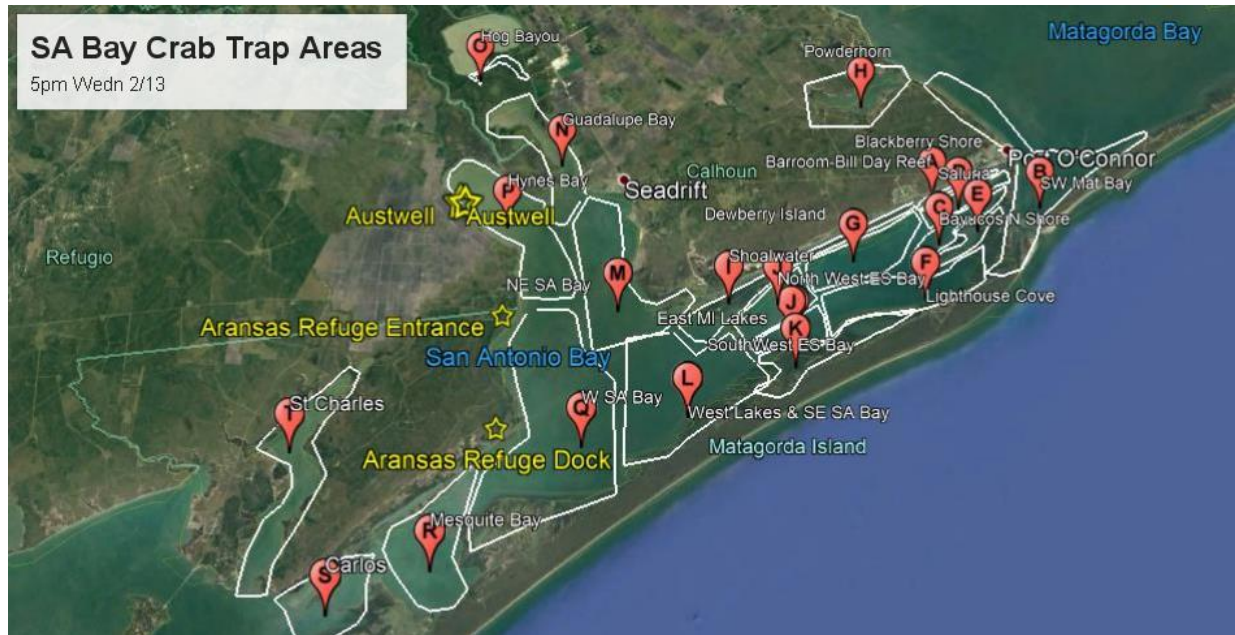 SA Bay Crab Trap Areas
5pm Wedn 2/13
Matagorda Bay
O
Hog Bayou
Powderhorn
H
N
Guadalupe Bay
Blackberry Shore
Port O'Connor
Barroom-Bill Day Reef
Saluria
B
SW Mat Bay
Calhoun
Hynes Bay
P
Seadrift
Austwell
Austwell
E
C
Bayucos N Shore
Dewberry Island
G
Refugio
Shoalwater
I
NE SA Bay
M
North West ES Bay
F
Lighthouse Cove
J
East MI Lakes
Aransas Refuge Entrance
K
SouthWest ES Bay
San Antonio Bay
L
W SA Bay
Q
West Lakes & SE SA Bay
St Charles
T
Matagorda Island
Aransas Refuge Dock
Mesquite Bay
R
Carlos
S